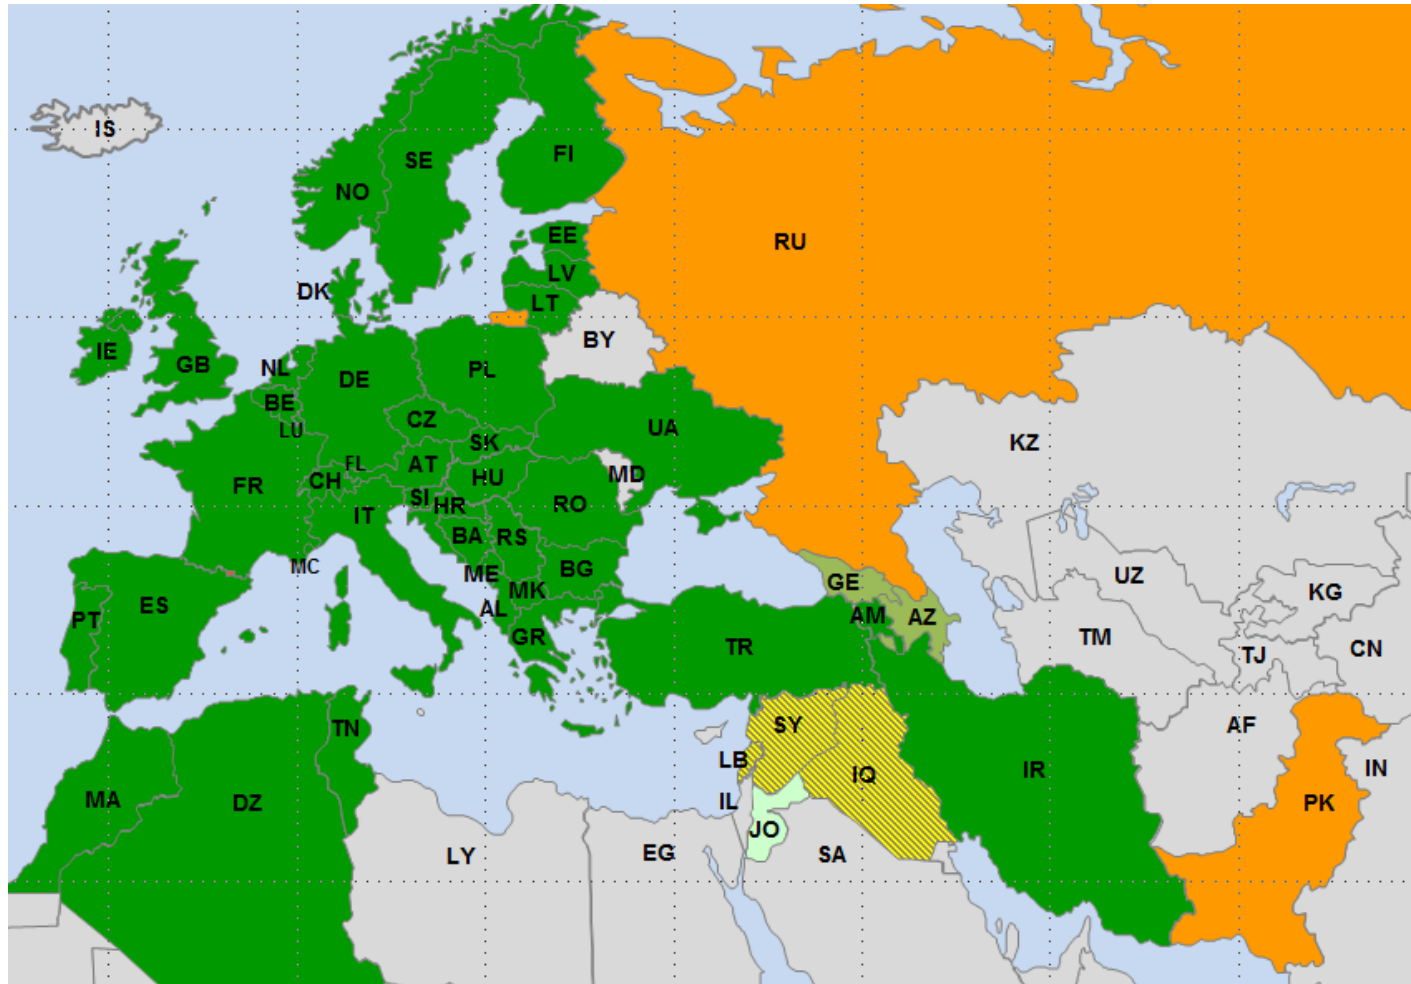 IS
SE
FI
NO
EE
RU
LV
DK
LT
BY
IE
GB
NL
DE
PL
BE
CZ
LU
UA
SK
KZ
FL
AT
CH
HU
MD
FR
SI
HR
RO
IT
BA
RS
MC
ME
BG
UZ
GE
MK
KG
ES
AL
PT
AM
AZ
GR
TM
TR
TJ
CN
TN
SY
AF
LB
IQ
IR
IN
MA
DZ
IL
PK
JO
LY
EG
SA